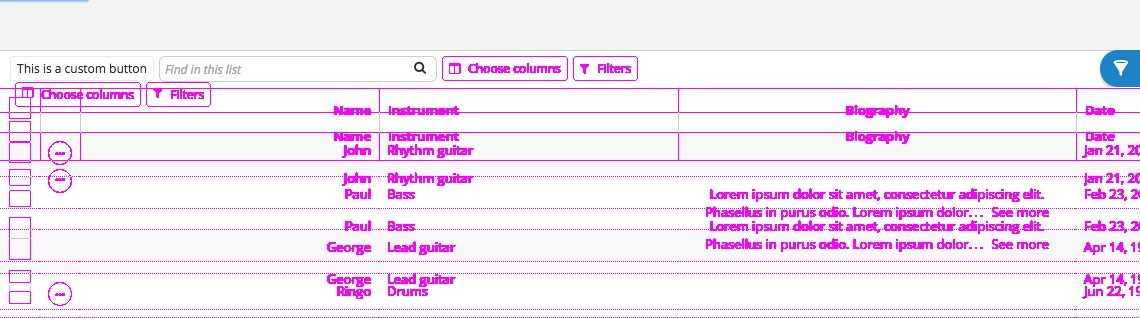 This is a custom button Find in this list Choose columns Filters
Choose columns Filters
Name Instrument Biography Date
Name Instrument Biography Date
John Rhythm guitar Jan 21, 20
John Rhythm guitar Jan 21, 20
Paul Bass Lorem ipsum dolor sit amet, consectetur adipiscing elit. Feb 23, 20
Phasellus in purus odio. Lorem ipsum dolor… See more
Paul Bass Lorem ipsum dolor sit amet, consectetur adipiscing elit. Feb 23, 20
George Lead guitar Phasellus in purus odio. Lorem ipsum dolor… See more Apr 14, 19
George Lead guitar Apr 14, 19
Ringo Drums Jun 22, 19